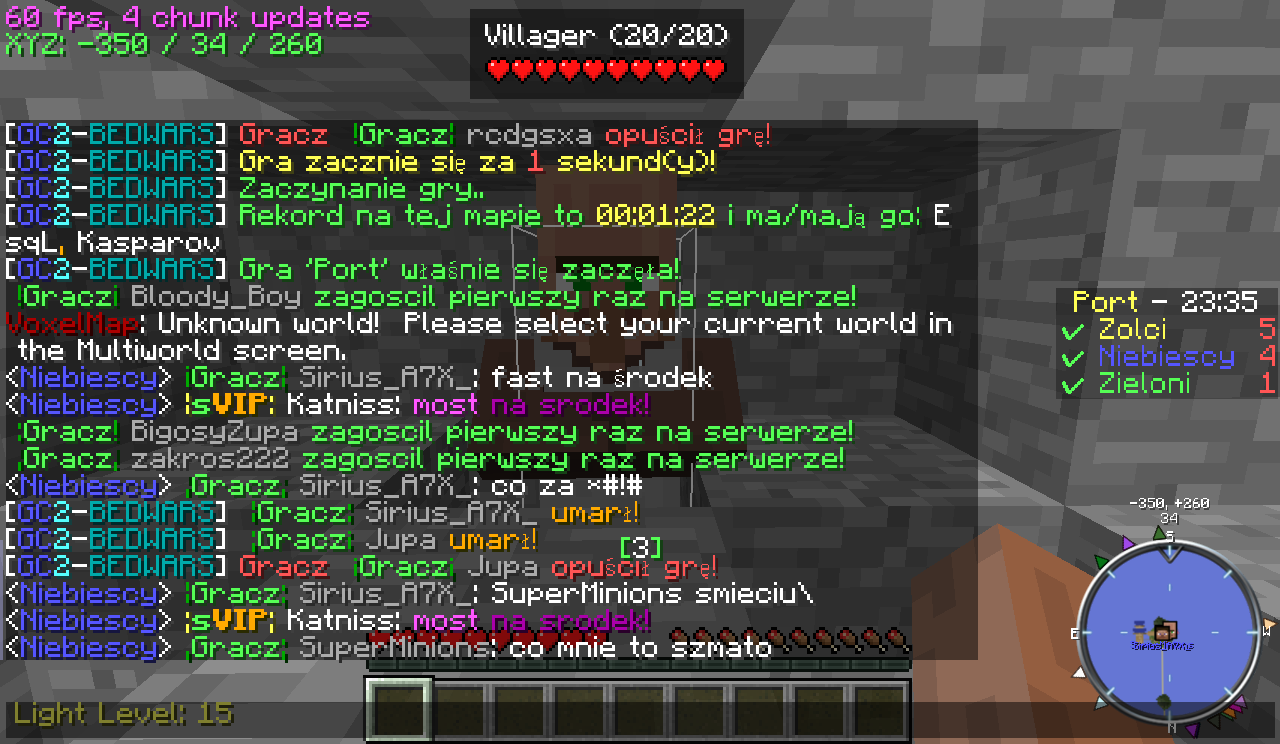 60 fps, 4 chunk updates
XYZ: -350 / 34 / 260
Villager (20/20)
[GC2-BEDWARS] Gracz |Gracz| rcdgsxa opuścił grę!
[GC2-BEDWARS] Gra zacznie się za 1 sekund(y)!
[GC2-BEDWARS] Zaczynanie gry..
[GC2-BEDWARS] Rekord na tej mapie to 00:01:22 i ma/mają go: E
sqL, Kasparov
[GC2-BEDWARS] Gra 'Port' właśnie się zaczęła!
|Gracz| Bloody_Boy zagoscil pierwszy raz na serwerze!
VoxelMap: Unknown world! Please select your current world in
the Multiworld screen.
<Niebiescy> |Gracz| Sirius_A7X_: fast na środek
<Niebiescy> |sVIP| Katniss: most na srodek!
|Gracz| BigosyZupa zagoscil pierwszy raz na serwerze!
|Gracz| zakros222 zagoscil pierwszy raz na serwerze!
<Niebiescy> |Gracz| Sirius_A7X_: co za *#!#
[GC2-BEDWARS] |Gracz| Sirius_A7X_ umarł!
[GC2-BEDWARS] |Gracz| Jupa umarł!
[3]
[GC2-BEDWARS] Gracz |Gracz| Jupa opuścił grę!
<Niebiescy> |Gracz| Sirius_A7X_: SuperMinions smieciu\
<Niebiescy> |sVIP| Katniss: most na srodek!
<Niebiescy> |Gracz| SuperMinions: co mnie to szmato
Port - 23:35
✓ Zolci 5
✓ Niebiescy 4
✓ Zieloni 1
-350, +260
34
S
E
W
N
Light Level: 15